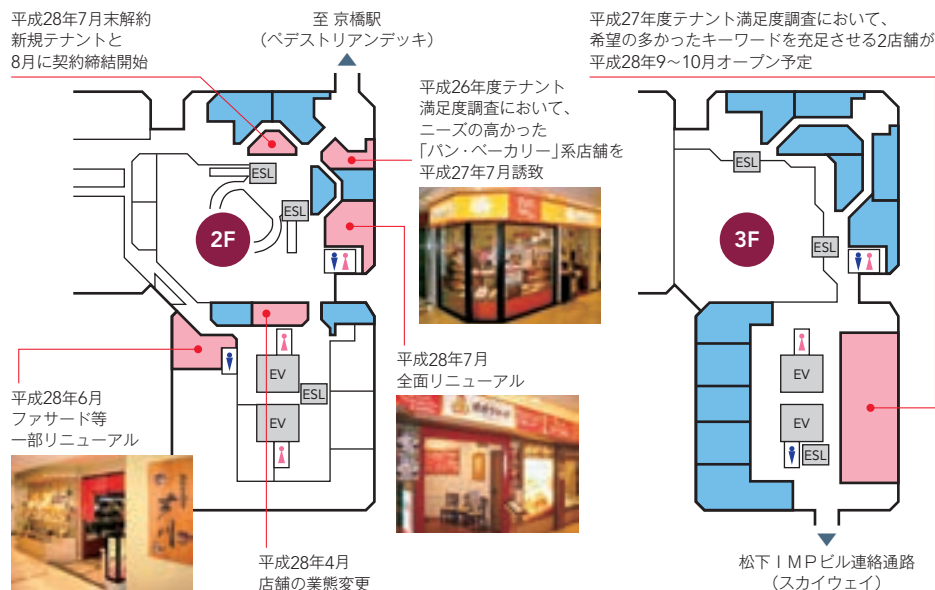 平成28年7月末解約
新規テナントと
8月に契約締結開始
至 京橋駅
（ペデストリアンデッキ）
平成27年度テナント満足度調査において、
希望の多かったキーワードを充足させる2店舗が
平成28年9〜10月オープン予定
平成26年度テナント
満足度調査において、
ニーズの高かった
「パン・ベーカリー」系店舗を
平成27年7月誘致
ESL
ESL
2F
ESL
ESL
3F
EV
ESL
EV
EV
EV
ESL
平成28年7月
全面リニューアル
平成28年6月
ファサード等
一部リニューアル
平成28年4月
店舗の業態変更
松下ＩＭＰビル連絡通路
（スカイウェイ）